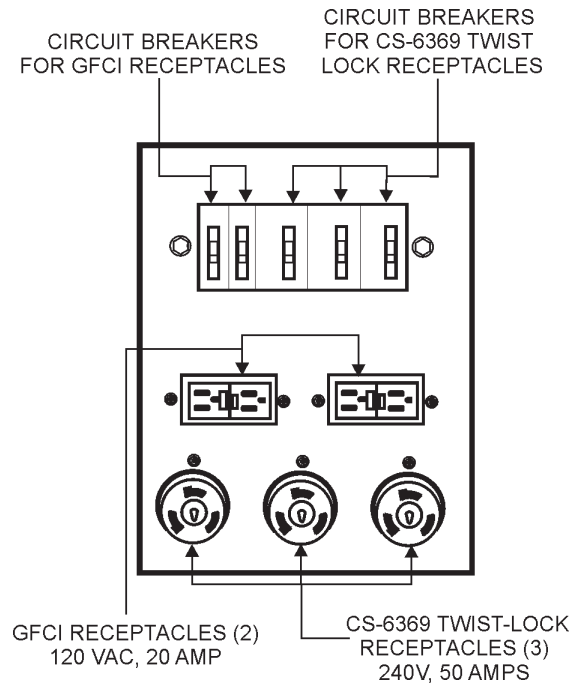 CIRCUIT BREAKERS
FOR GFCI RECEPTACLES
CIRCUIT BREAKERS
FOR CS-6369 TWIST
LOCK RECEPTACLES
GFCI RECEPTACLES (2)
120 VAC, 20 AMP
CS-6369 TWIST-LOCK
RECEPTACLES (3)
240V, 50 AMPS